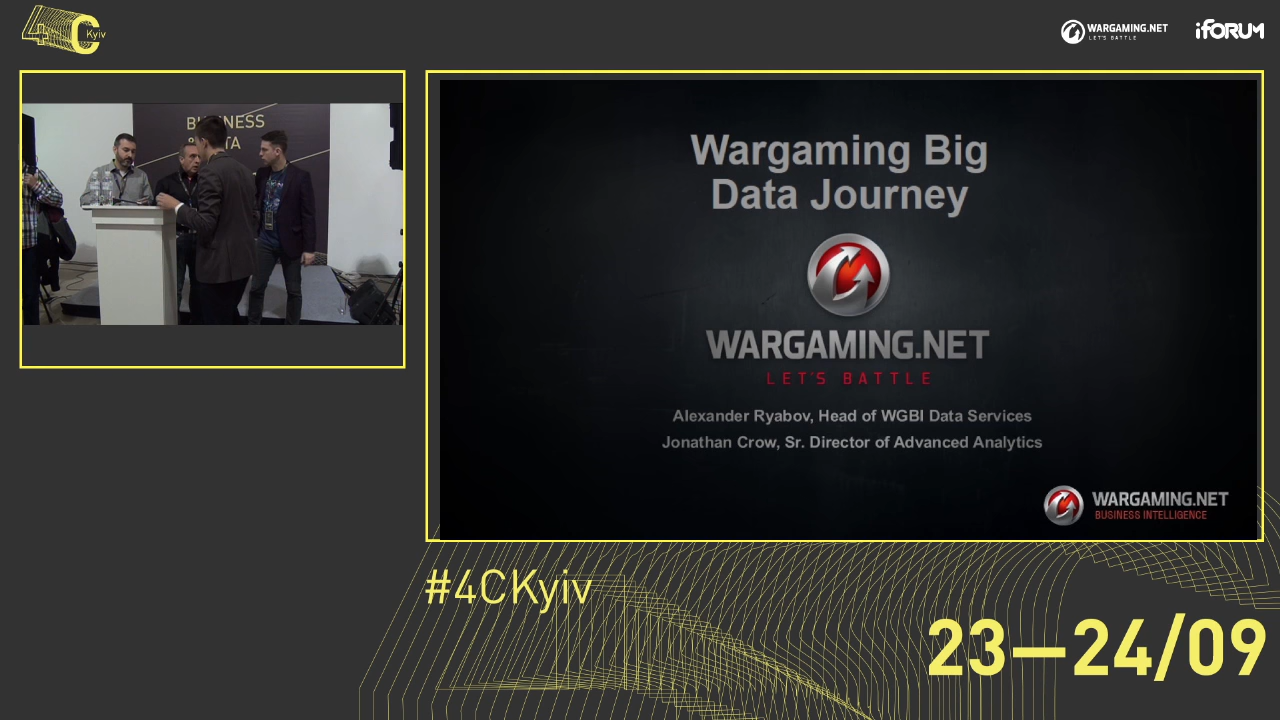 4C Kyiv
WARGAMING.NET
LET'S BATTLE
iFORUM
BUSINESS
Wargaming Big
Data Journey
WARGAMING.NET
LET'S BATTLE
Alexander Ryabov, Head of WGBI Data Services
Jonathan Crow, Sr. Director of Advanced Analytics
WARGAMING.NET
BUSINESS INTELLIGENCE
#4CKyiv
23—24/09